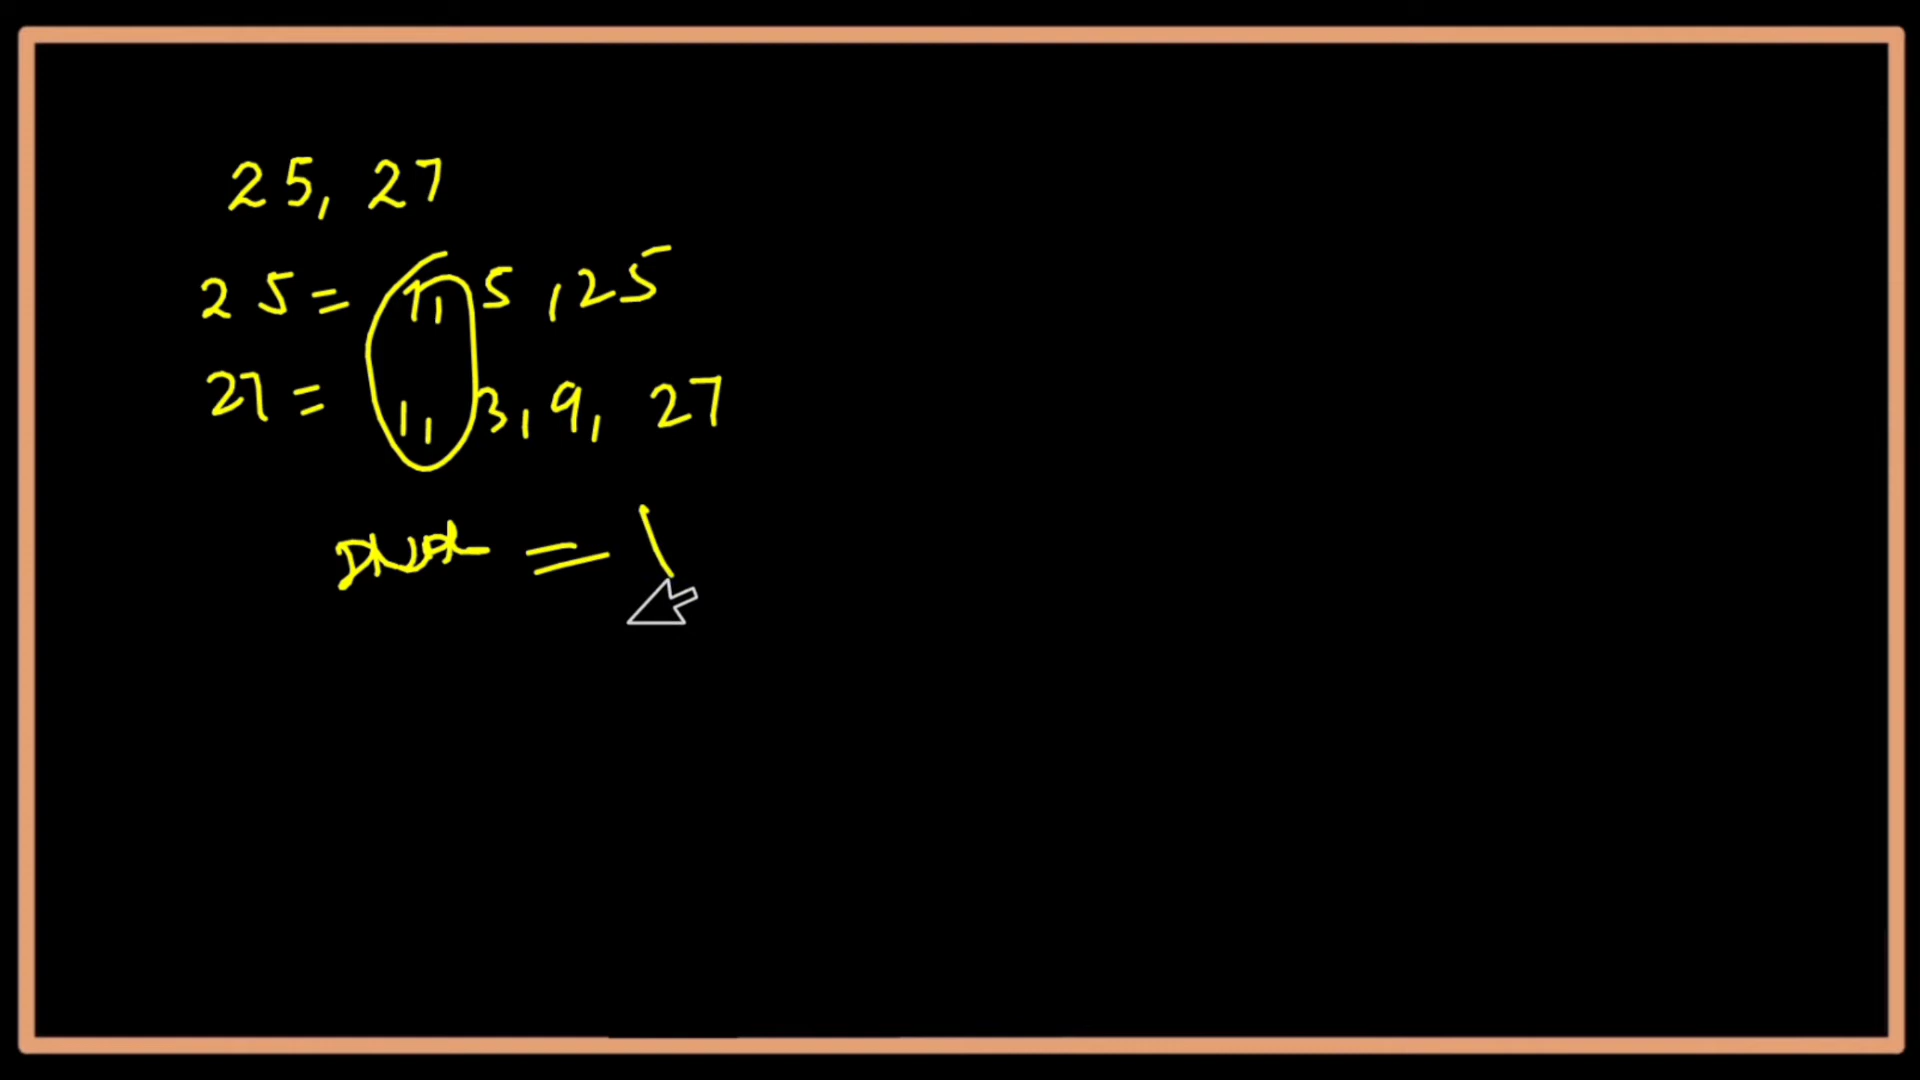 25, 27
25 = 1, 5, 25
27 = 1, 3, 9, 27
= 1